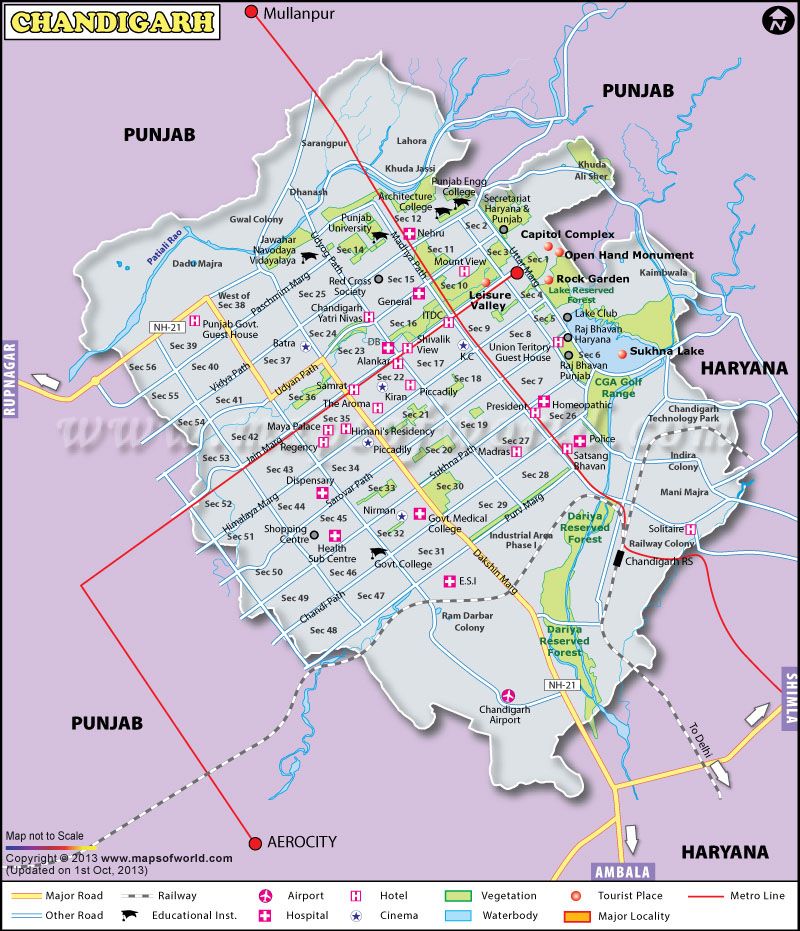 CHANDIGARH
Mullanpur
N
PUNJAB
PUNJAB
Sarangpur
Lahora
Khuda Jassi
Khuda
Ali Sher
Dhanash
Punjab Engg
College
Architecture
College
Secretariat
Haryana &
Punjab
Gwal Colony
Punjab
University
Sec 12
Nehru
Sec 2
Capitol Complex
Patiali Rao
Jawahar
Navodaya
Vidyayalaya
Udyog Path
Sec 14
Madhya Path
Sec 11
Sec 3
Uttar Marg
Sec 1
Open Hand Monument
Dadu Majra
Mount View
Kaimbwala
Paschmim Marg
Red Cross
Society
Sec 15
Sec 10
Rock Garden
Leisure
Valley
Sec 4
Lake Reserved
Forest
West of
Sec 38
Sec 25
General
Chandigarh
Yatri Nivas
Sec 16
ITDC
Sec 5
Lake Club
NH-21
Punjab Govt.
Guest House
Sec 24
Sec 9
Raj Bhavan
Haryana
Sec 39
Batra
DB
Shivalik
View
K.C
Sec 8
Union Territory
Guest House
RUPNAGAR
Sec 56
Sec 40
Sec 37
Sec 23
Alankar
Sec 17
Sec 7
Raj Bhavan
Punjab
Sec 6
Sukhna Lake
HARYANA
Sec 55
Sec 41
Vidya Path
Udyan Path
Samrat
Sec 22
Kiran
Piccadilly
Sec 18
CGA Golf
Range
Sec 54
Sec 36
The Aroma
President
Homeopathic
Sec 26
Chandigarh
Technology Park
Sec 42
Maya Palace
Sec 35
Sec 21
Sec 19
Sec 53
Jain Marg
Regency
Himani's Residency
Piccadilly
Sec 20
Madras
Sec 27
Police
Satsang
Bhavan
Indira
Colony
Sec 43
Sec 34
Sukhna Path
Sec 28
Mani Majra
Sec 52
Himalaya Marg
Dispensary
Sarovar Path
Sec 33
Sec 30
Sec 44
Nirman
Govt. Medical
College
Sec 29
Purv Marg
Dariya
Reserved
Forest
Solitaire
Sec 51
Shopping
Centre
Sec 45
Sec 32
Industrial Area
Phase I
Railway Colony
Health
Sub Centre
Govt. College
Sec 31
Dakshin Marg
Chandigarh RS
Sec 50
Sec 46
E.S.I
Sec 49
Chandi Path
Sec 47
Ram Darbar
Colony
Sec 48
Dariya
Reserved
Forest
NH-21
SHIMLA
PUNJAB
Chandigarh
Airport
To Delhi
AEROCITY
Map not to Scale
Copyright © 2013 www.mapsofworld.com
(Updated on 1st Oct, 2013)
HARYANA
AMBALA
Major Road
Railway
Airport
Hotel
Vegetation
Tourist Place
Metro Line
Other Road
Educational Inst.
Hospital
Cinema
Waterbody
Major Locality